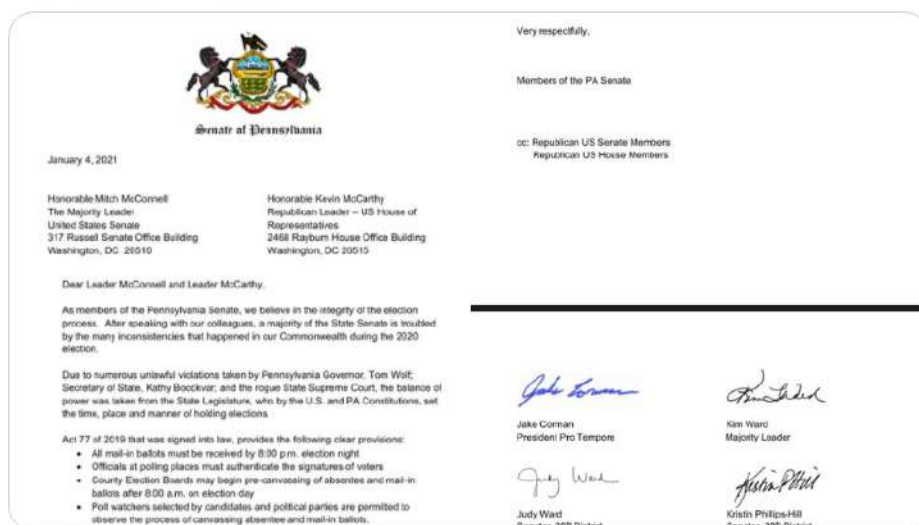 Senate of Pennsylvania
January 4, 2021
Honorable Mitch McConnell
The Majority Leader
United States Senate
317 Russell Senate Office Building
Washington, DC 20510
Honorable Kevin McCarthy
Republican Leader – US House of
Representatives
2468 Rayburn House Office Building
Washington, DC 20515
Dear Leader McConnell and Leader McCarthy,
As members of the Pennsylvania Senate, we believe in the integrity of the election
process. After speaking with our colleagues, a majority of the State Senate is troubled
by the many inconsistencies that happened in our Commonwealth during the 2020
election.
Due to numerous unlawful violations taken by Pennsylvania Governor, Tom Wolf;
Secretary of State, Kathy Boockvar; and the rogue State Supreme Court, the balance of
power was taken from the State Legislature, who by the U.S. and PA Constitutions, set
the time, place and manner of holding elections
Act 77 of 2019 that was signed into law, provides the following clear provisions:
• All mail-in ballots must be received by 8:00 p.m. election night
• Officials at polling places must authenticate the signatures of voters
• County Election Boards may begin pre-canvassing of absentee and mail-in
ballots after 8:00 a.m. on election day
• Poll watchers selected by candidates and political parties are permitted to
observe the process of canvassing absentee and mail-in ballots.
Very respectfully,
Members of the PA Senate
cc: Republican US Senate Members
Republican US House Members
Jake Corman
Jake Corman
President Pro Tempore
Kim Ward
Kim Ward
Majority Leader
Judy Ward
Judy Ward
Kristin Phillips-Hill